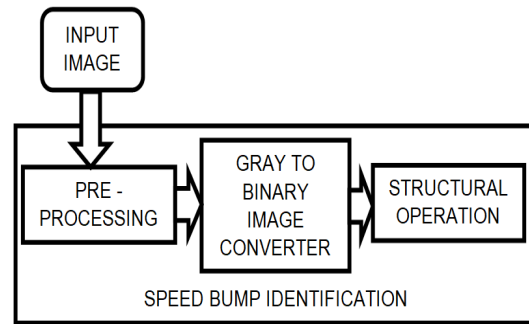 INPUT
IMAGE
PRE -
PROCESSING
GRAY TO
BINARY
IMAGE
CONVERTER
STRUCTURAL
OPERATION
SPEED BUMP IDENTIFICATION